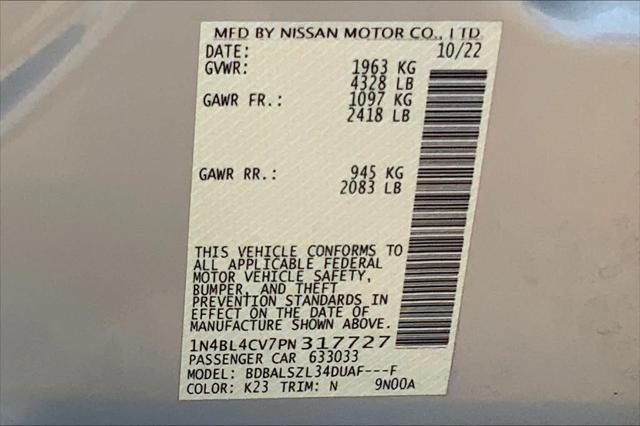 MFD BY NISSAN MOTOR CO., LTD
DATE: 10/22
GVWR: 1963 KG
4328 LB
GAWR FR.: 1097 KG
2418 LB
GAWR RR.: 945 KG
2083 LB
THIS VEHICLE CONFORMS TO
ALL APPLICABLE FEDERAL
MOTOR VEHICLE SAFETY,
BUMPER, AND THEFT
PREVENTION STANDARDS IN
EFFECT ON THE DATE OF
MANUFACTURE SHOWN ABOVE.
1N4BL4CV7PN317727
PASSENGER CAR 633033
MODEL: BDBALSZL34DUAF---F
COLOR: K23 TRIM: N 9N00A